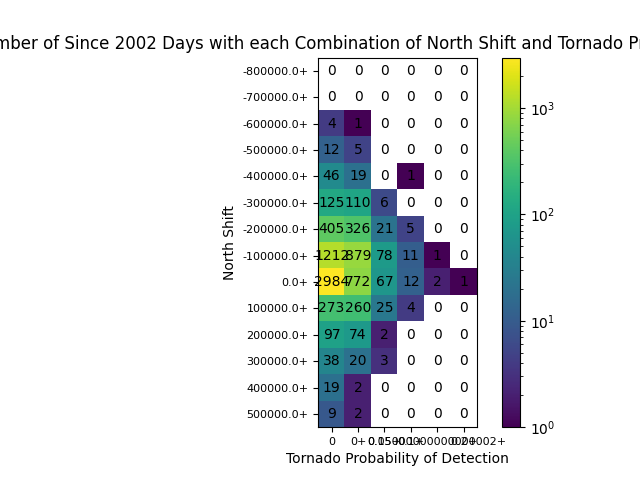 mber of Since 2002 Days with each Combination of North Shift and Tornado Pr
-800000.0+ 0 0 0 0 0 0
-700000.0+ 0 0 0 0 0 0
-600000.0+ 4 1 0 0 0 0
-500000.0+ 12 5 0 0 0 0
-400000.0+ 46 19 0 1 0 0
-300000.0+ 125 110 6 0 0 0
-200000.0+ 405 326 21 5 0 0
-100000.0+ 1212 879 78 11 1 0
0.0+ 2984 772 67 12 2 1
100000.0+ 273 260 25 4 0 0
200000.0+ 97 74 2 0 0 0
300000.0+ 38 20 3 0 0 0
400000.0+ 19 2 0 0 0 0
500000.0+ 9 2 0 0 0 0
0 0+
Tornado Probability of Detection
North Shift
10³
10²
10¹
10⁰